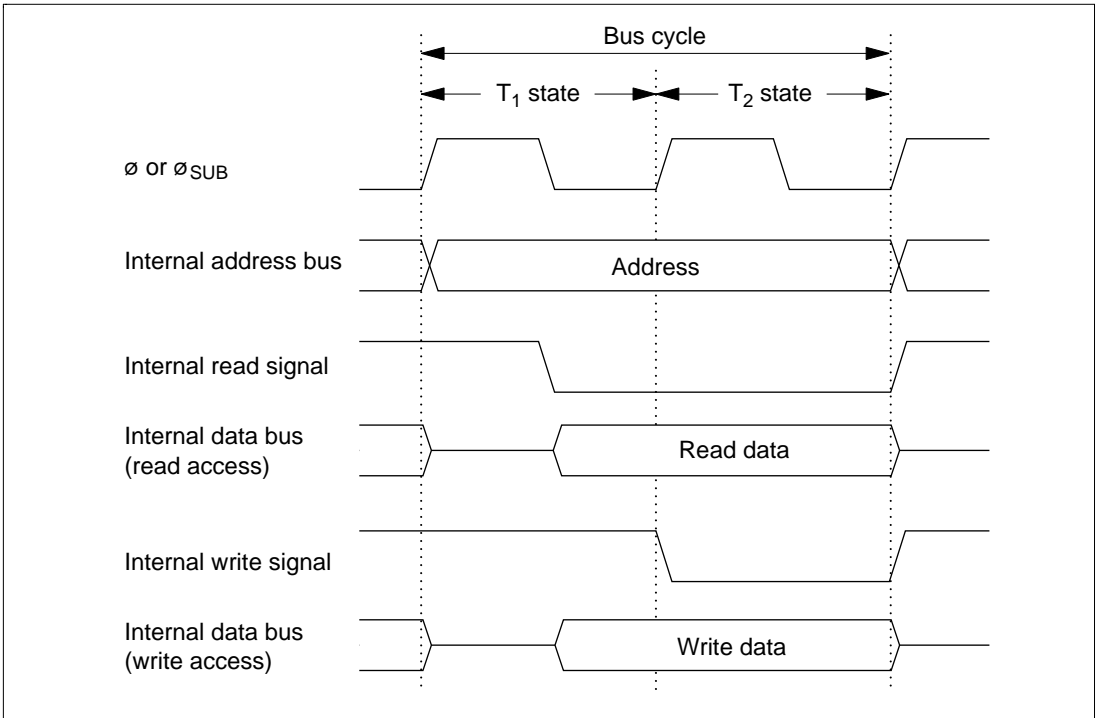 Bus cycle
T₁ state
T₂ state
ø or øSUB
Internal address bus
Address
Internal read signal
Internal data bus
(read access)
Read data
Internal write signal
Internal data bus
(write access)
Write data